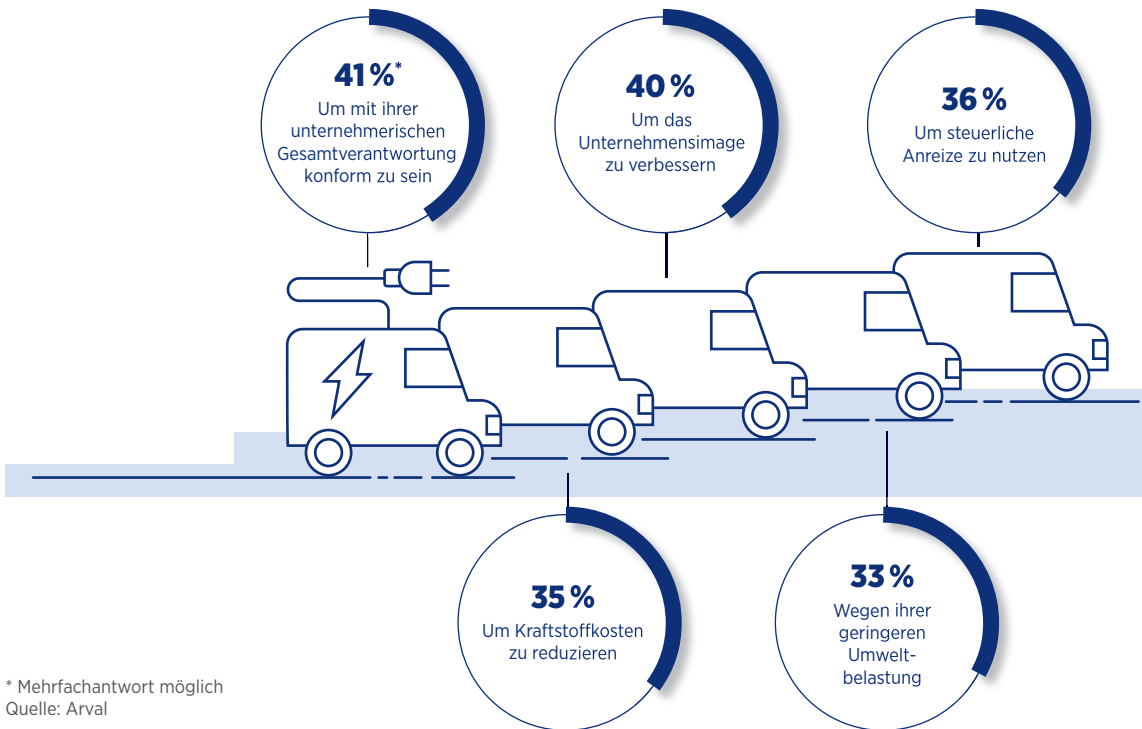 41 %*
Um mit ihrer
unternehmerischen
Gesamtverantwortung
konform zu sein
40 %
Um das
Unternehmensimage
zu verbessern
36 %
Um steuerliche
Anreize zu nutzen
35 %
Um Kraftstoffkosten
zu reduzieren
33 %
Wegen ihrer
geringeren
Umwelt-
belastung
* Mehrfachantwort möglich
Quelle: Arval